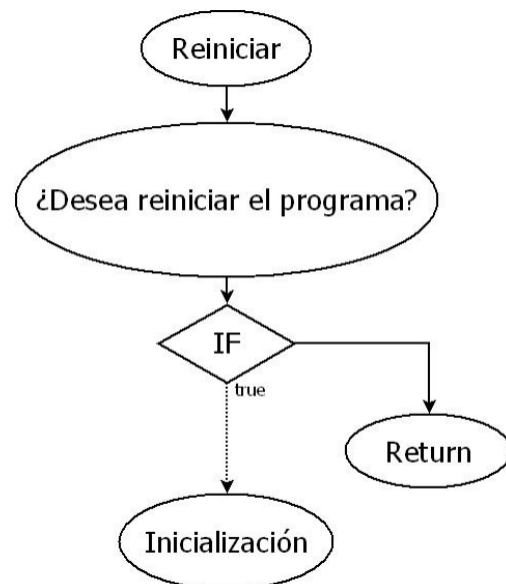 Reiniciar
¿Desea reiniciar el programa?
IF
true
Return
Inicialización